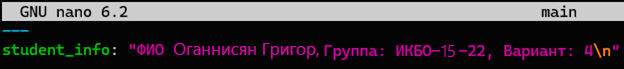 GNU nano 6.2 main
---
student_info: "ФИО Оганнисян Григор, Группа: ИКБО-15-22, Вариант: 4\n"